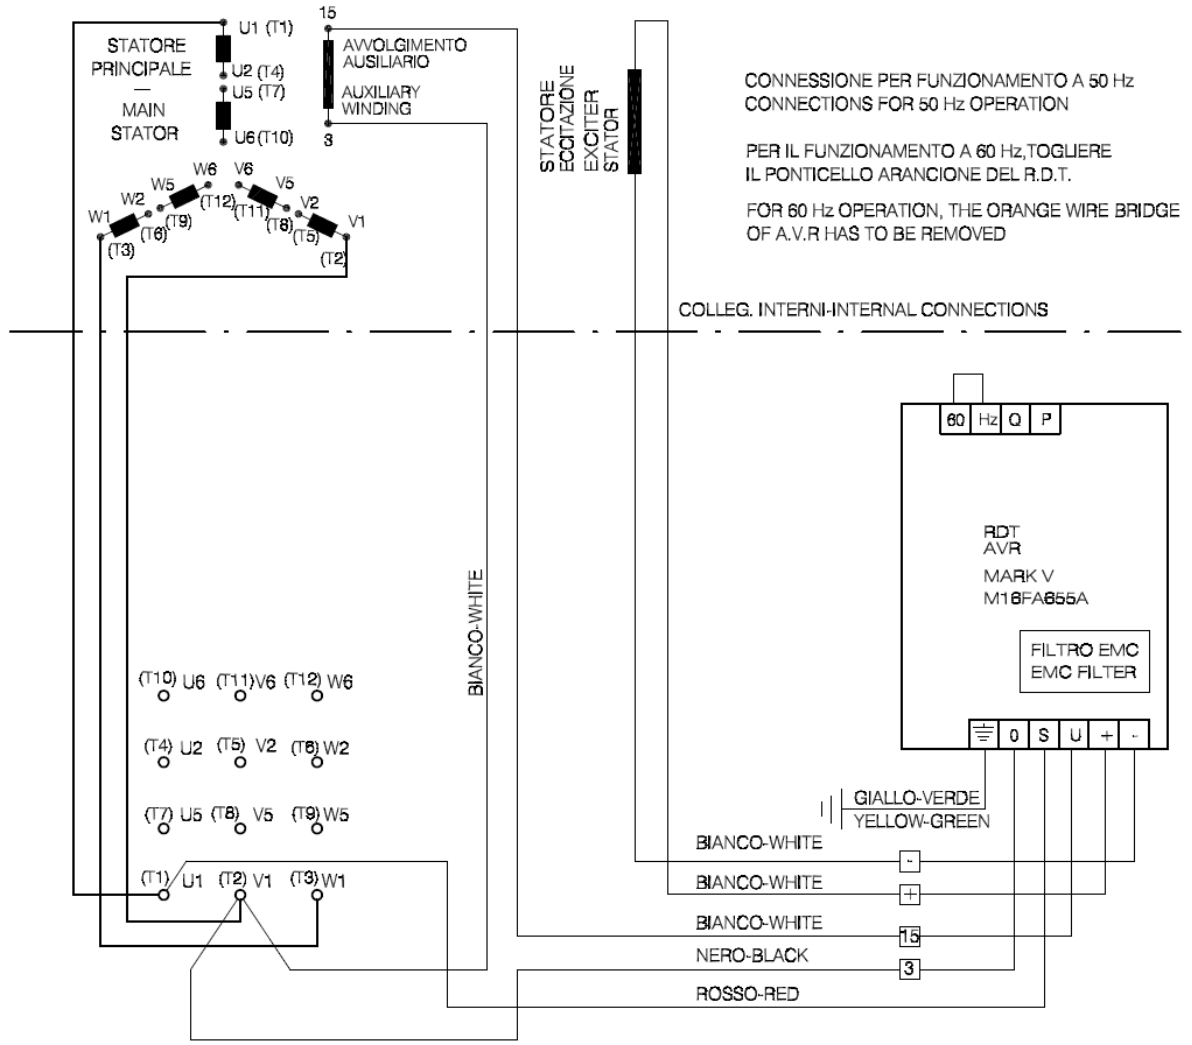 STATORE
PRINCIPALE
—
MAIN
STATOR
U1 (T1)
U2 (T4)
U5 (T7)
U6 (T10)
15
AVVOLGIMENTO
AUSILIARIO
AUXILIARY
WINDING
3
STATORE
ECCITAZIONE
EXCITER
STATOR
CONNESSIONE PER FUNZIONAMENTO A 50 Hz
CONNECTIONS FOR 50 Hz OPERATION
PER IL FUNZIONAMENTO A 60 Hz,TOGLIERE
IL PONTICELLO ARANCIONE DEL R.D.T.
FOR 60 Hz OPERATION, THE ORANGE WIRE BRIDGE
OF A.V.R HAS TO BE REMOVED
W6 V6
W5 V5
(T12) (T11)
W1 W2 V2 V1
(T9) (T8)
(T6) (T5)
(T3) (T2)
COLLEG. INTERNI-INTERNAL CONNECTIONS
60 Hz Q P
RDT
AVR
MARK V
M16FA655A
FILTRO EMC
EMC FILTER
0 S U + -
BIANCO-WHITE
(T10) U6 (T11) V6 (T12) W6
(T4) U2 (T5) V2 (T6) W2
(T7) U5 (T8) V5 (T9) W5
(T1) U1 (T2) V1 (T3) W1
GIALLO-VERDE
YELLOW-GREEN
BIANCO-WHITE -
BIANCO-WHITE +
BIANCO-WHITE 15
NERO-BLACK 3
ROSSO-RED